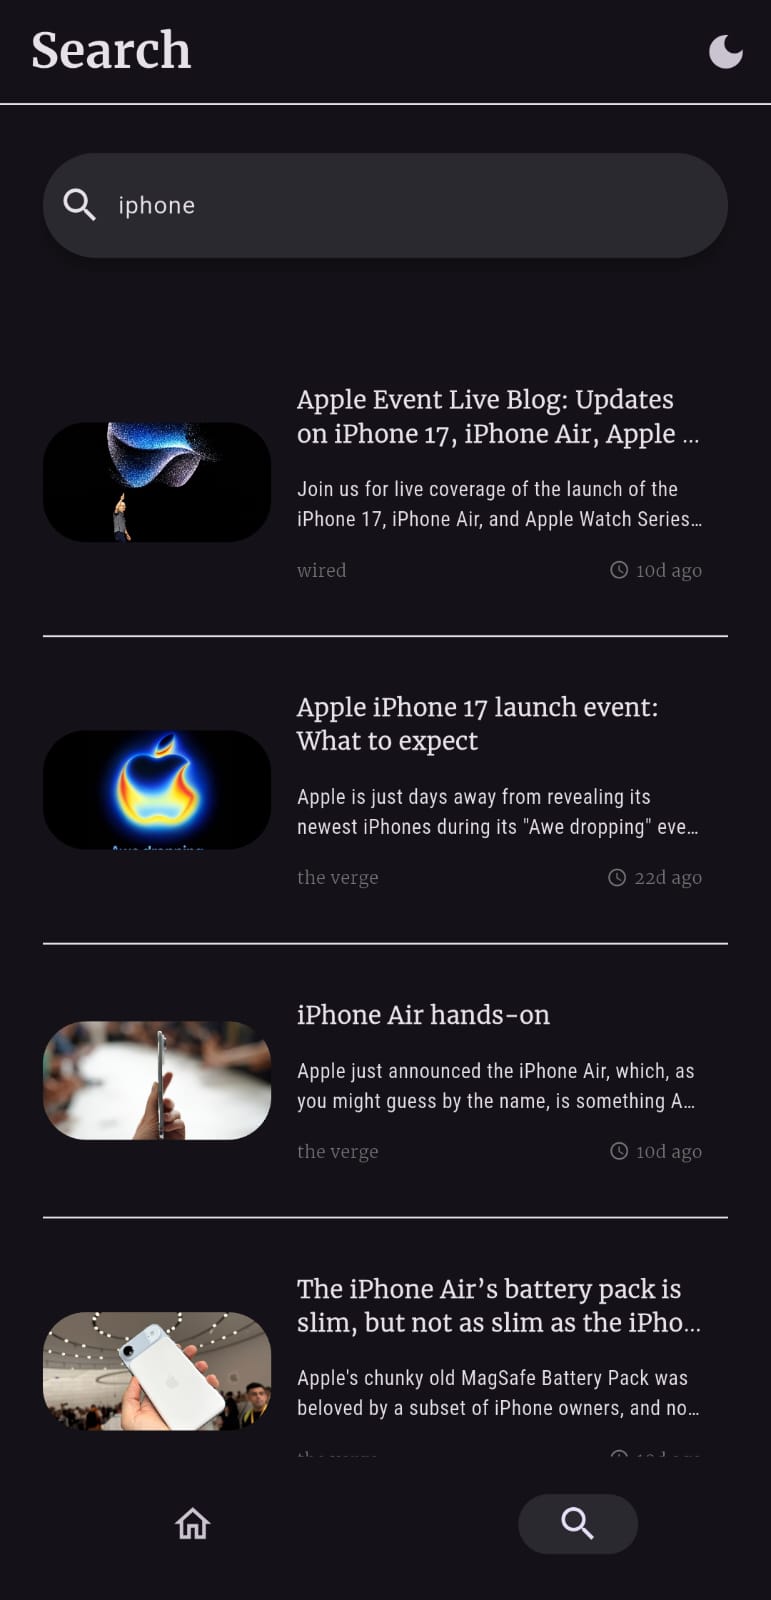 Search
iphone
Apple Event Live Blog: Updates
on iPhone 17, iPhone Air, Apple ...
Join us for live coverage of the launch of the
iPhone 17, iPhone Air, and Apple Watch Series...
wired
10d ago
Apple iPhone 17 launch event:
What to expect
Apple is just days away from revealing its
newest iPhones during its "Awe dropping" eve...
the verge
22d ago
iPhone Air hands-on
Apple just announced the iPhone Air, which, as
you might guess by the name, is something A...
the verge
10d ago
The iPhone Air’s battery pack is
slim, but not as slim as the iPho...
Apple's chunky old MagSafe Battery Pack was
beloved by a subset of iPhone owners, and no...